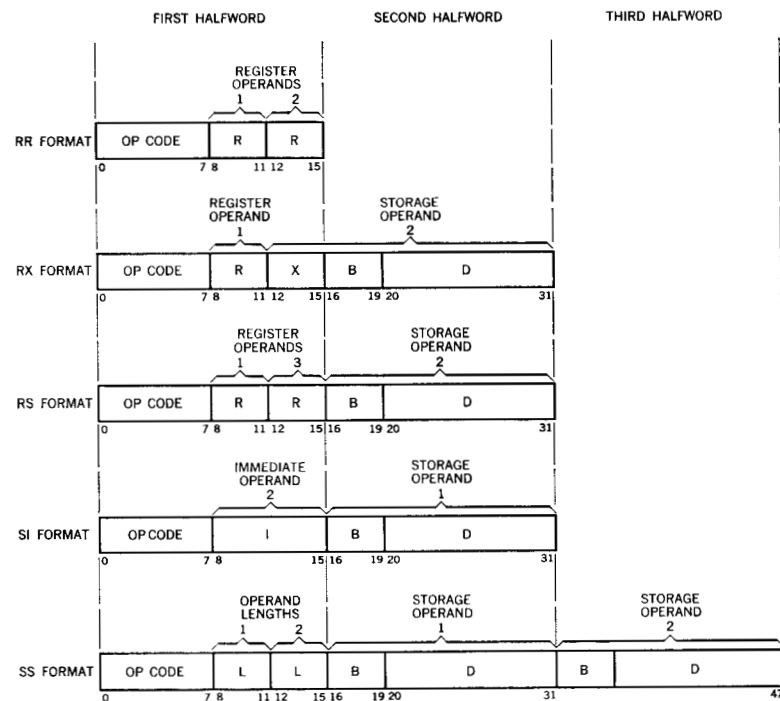 FIRST HALFWORD SECOND HALFWORD THIRD HALFWORD
REGISTER
OPERANDS
1 2
RR FORMAT OP CODE R R
0 7 8 11 12 15
REGISTER
OPERAND
1
STORAGE
OPERAND
2
RX FORMAT OP CODE R X B D
0 7 8 11 12 15 16 19 20 31
REGISTER
OPERANDS
1 3
STORAGE
OPERAND
2
RS FORMAT OP CODE R R B D
0 7 8 11 12 15 16 19 20 31
IMMEDIATE
OPERAND
2
STORAGE
OPERAND
1
SI FORMAT OP CODE I B D
0 7 8 15 16 19 20 31
OPERAND
LENGTHS
1 2
STORAGE
OPERAND
1
STORAGE
OPERAND
2
SS FORMAT OP CODE L L B D B D
0 7 8 11 12 15 16 19 20 31 47